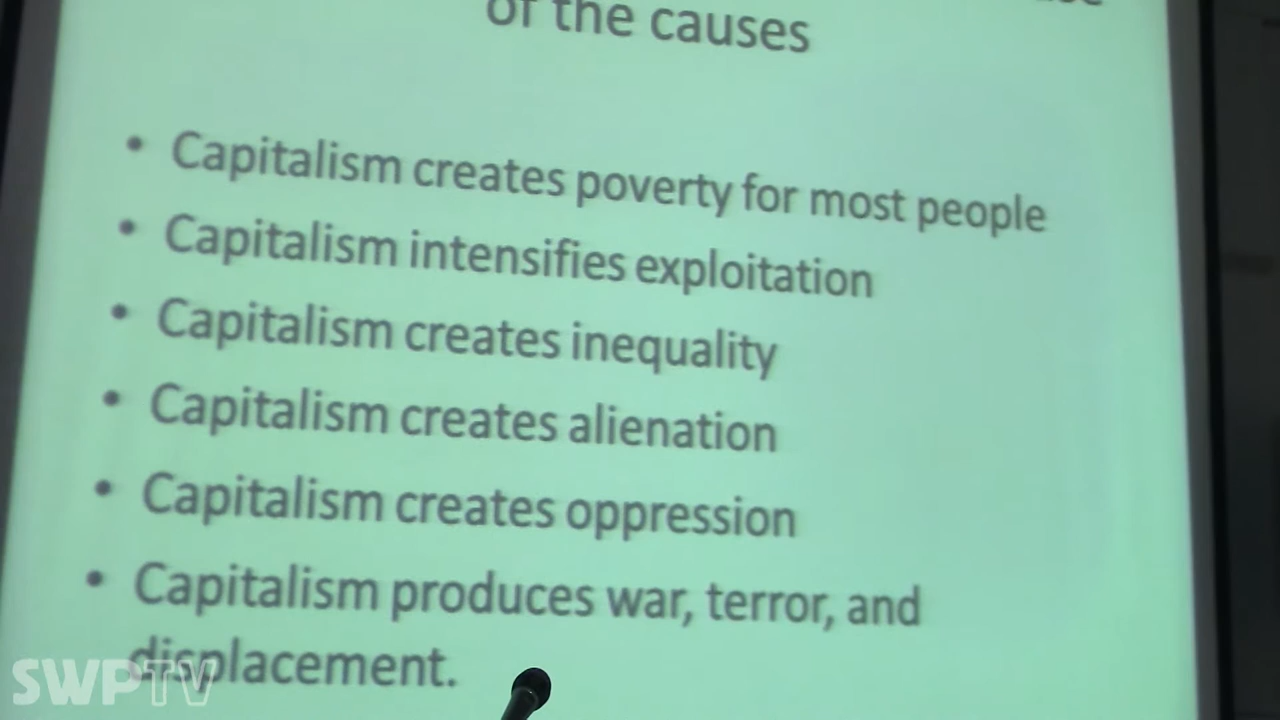 of the causes
• Capitalism creates poverty for most people
• Capitalism intensifies exploitation
• Capitalism creates inequality
• Capitalism creates alienation
• Capitalism creates oppression
• Capitalism produces war, terror, and
displacement.
SWPTV